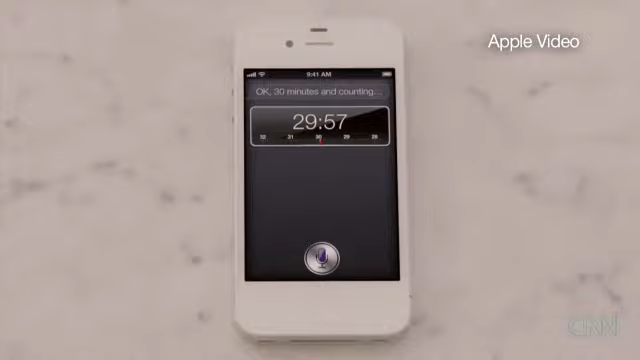 Apple Video
9:41 AM
OK, 30 minutes and counting...
29:57
32 31 30 29 28
CNN